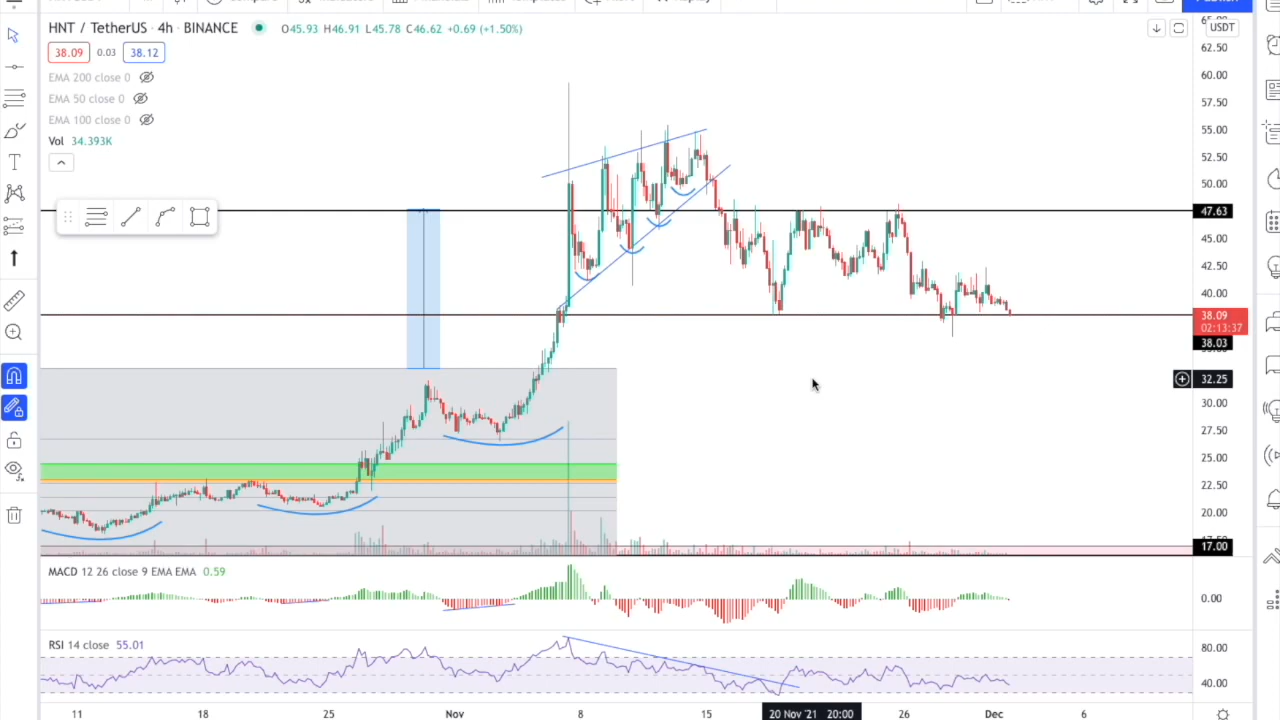 HNT / TetherUS · 4h · BINANCE O45.93 H46.91 L45.78 C46.62 +0.69 (+1.50%)
38.09 0.03 38.12
EMA 200 close 0
EMA 50 close 0
EMA 100 close 0
Vol 34.393K
USDT
62.50
60.00
57.50
55.00
52.50
50.00
47.63
45.00
42.50
40.00
38.09
02:13:37
38.03
32.25
30.00
27.50
25.00
22.50
20.00
17.00
MACD 12 26 close 9 EMA EMA 0.59
0.00
RSI 14 close 55.01
80.00
40.00
11 18 25 Nov 8 15 20 Nov '21 20:00 26 Dec 6